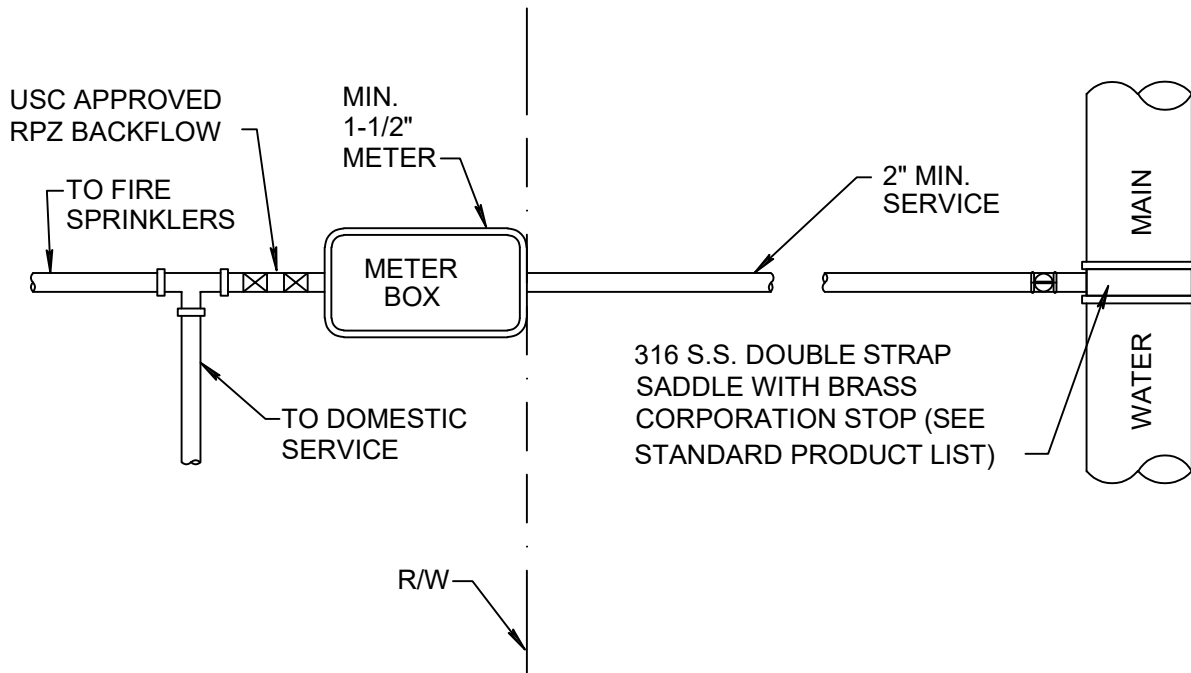 USC APPROVED
RPZ BACKFLOW
MIN.
1-1/2"
METER
TO FIRE
SPRINKLERS
2" MIN.
SERVICE
MAIN
METER
BOX
316 S.S. DOUBLE STRAP
SADDLE WITH BRASS
CORPORATION STOP (SEE
STANDARD PRODUCT LIST)
WATER
TO DOMESTIC
SERVICE
R/W